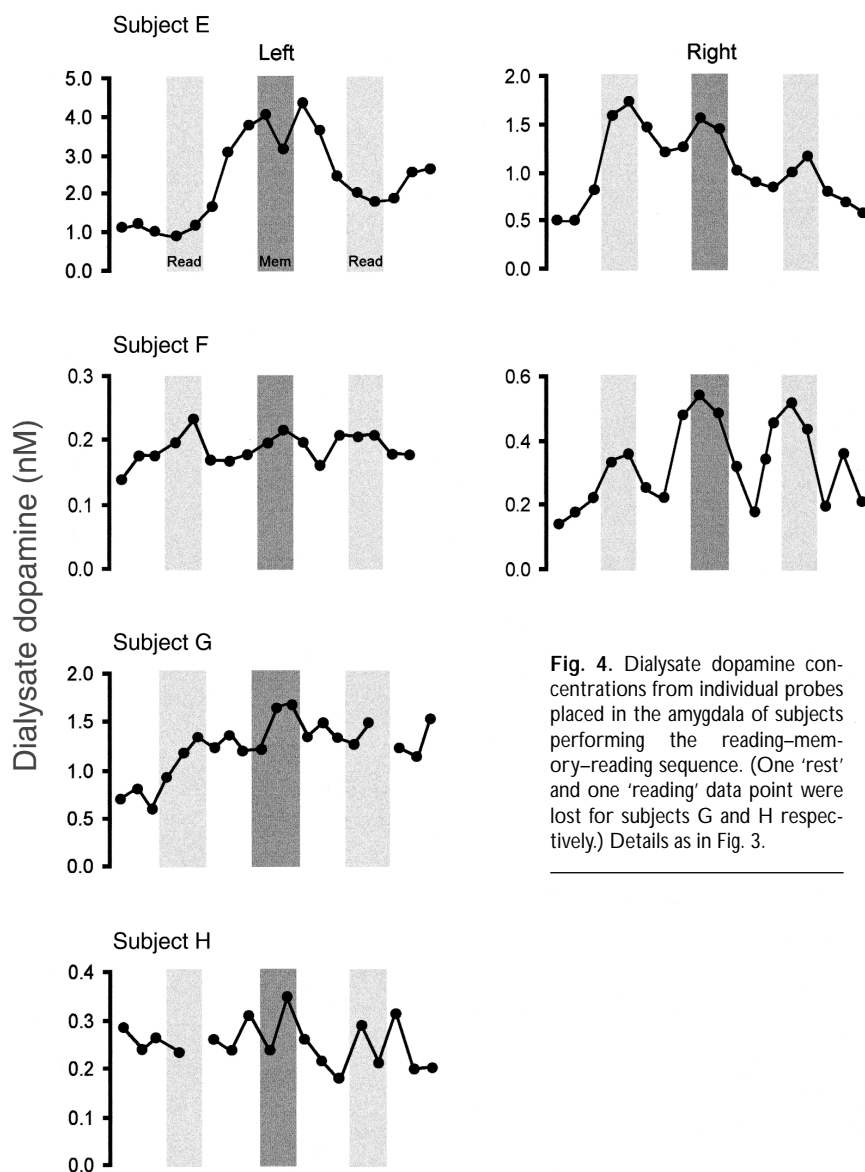 Subject E
Left
Right
5.0
4.0
3.0
2.0
1.0
0.0
Read
Mem
Read
2.0
1.5
1.0
0.5
0.0
Subject F
0.3
0.2
0.1
0.0
0.6
0.4
0.2
0.0
Dialysate dopamine (nM)
Subject G
2.0
1.5
1.0
0.5
0.0
Fig. 4. Dialysate dopamine con-
centrations from individual probes
placed in the amygdala of subjects
performing the reading–mem-
ory–reading sequence. (One 'rest'
and one 'reading' data point were
lost for subjects G and H respec-
tively.) Details as in Fig. 3.
Subject H
0.4
0.3
0.2
0.1
0.0